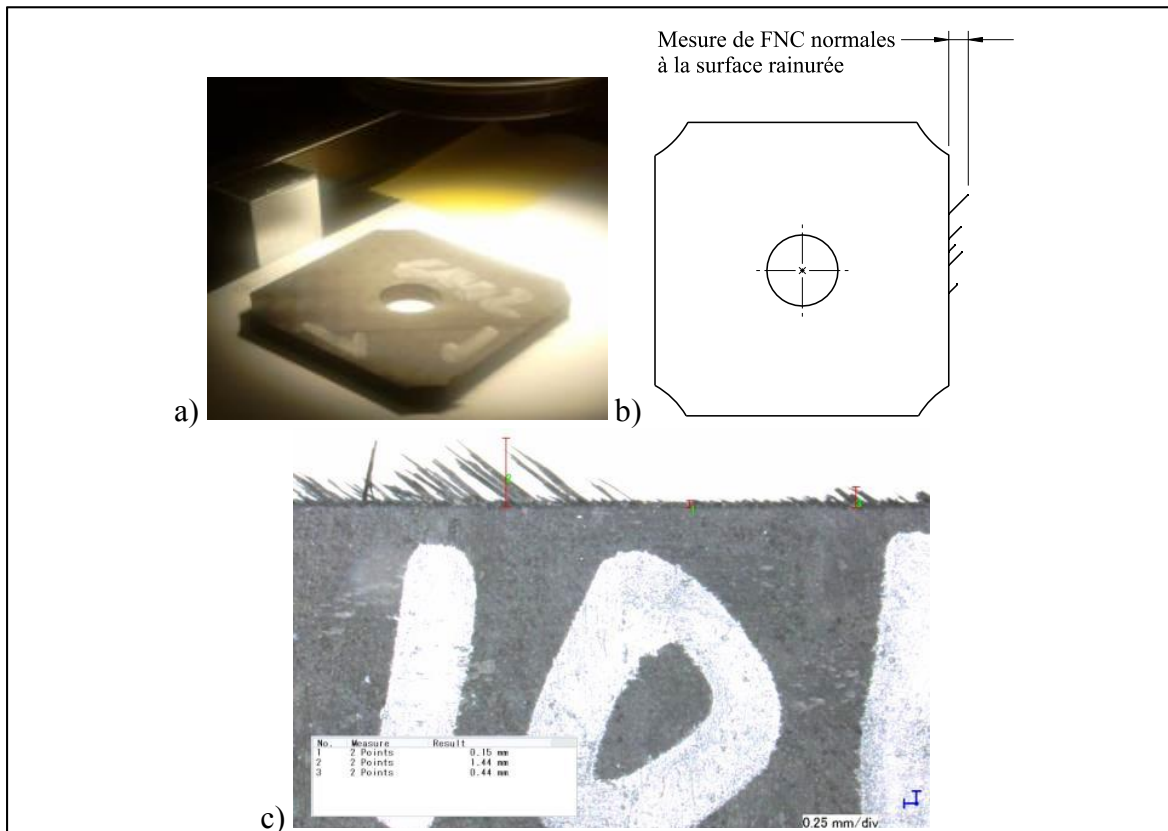 Mesure de FNC normales
à la surface rainurée
a)
b)
No. Measure Result
1 2 Points 0.15 mm
2 2 Points 1.44 mm
3 2 Points 0.44 mm
0.25 mm/div.
c)